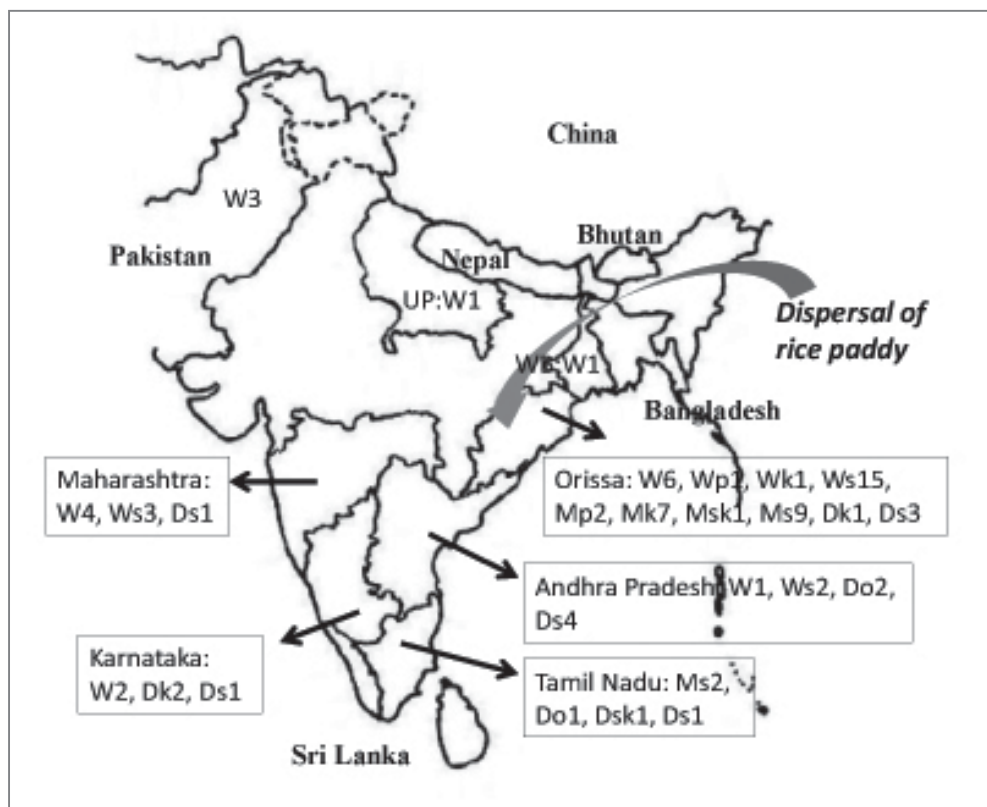 China
W3
Bhutan
Pakistan
Nepal
UP:W1
Dispersal of
rice paddy
WB:W1
Bangladesh
Maharashtra:
W4, Ws3, Ds1
Orissa: W6, Wp1, Wk1, Ws15,
Mp2, Mk7, Msk1, Ms9, Dk1, Ds3
Andhra Pradesh: W1, Ws2, Do2,
Ds4
Karnataka:
W2, Dk2, Ds1
Tamil Nadu: Ms2,
Do1, Dsk1, Ds1
Sri Lanka